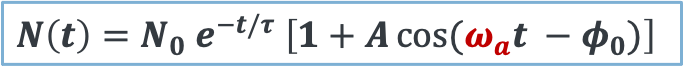 N(t) = N₀ e^{−t/τ} [1 + A cos(ωₐt − ϕ₀)]